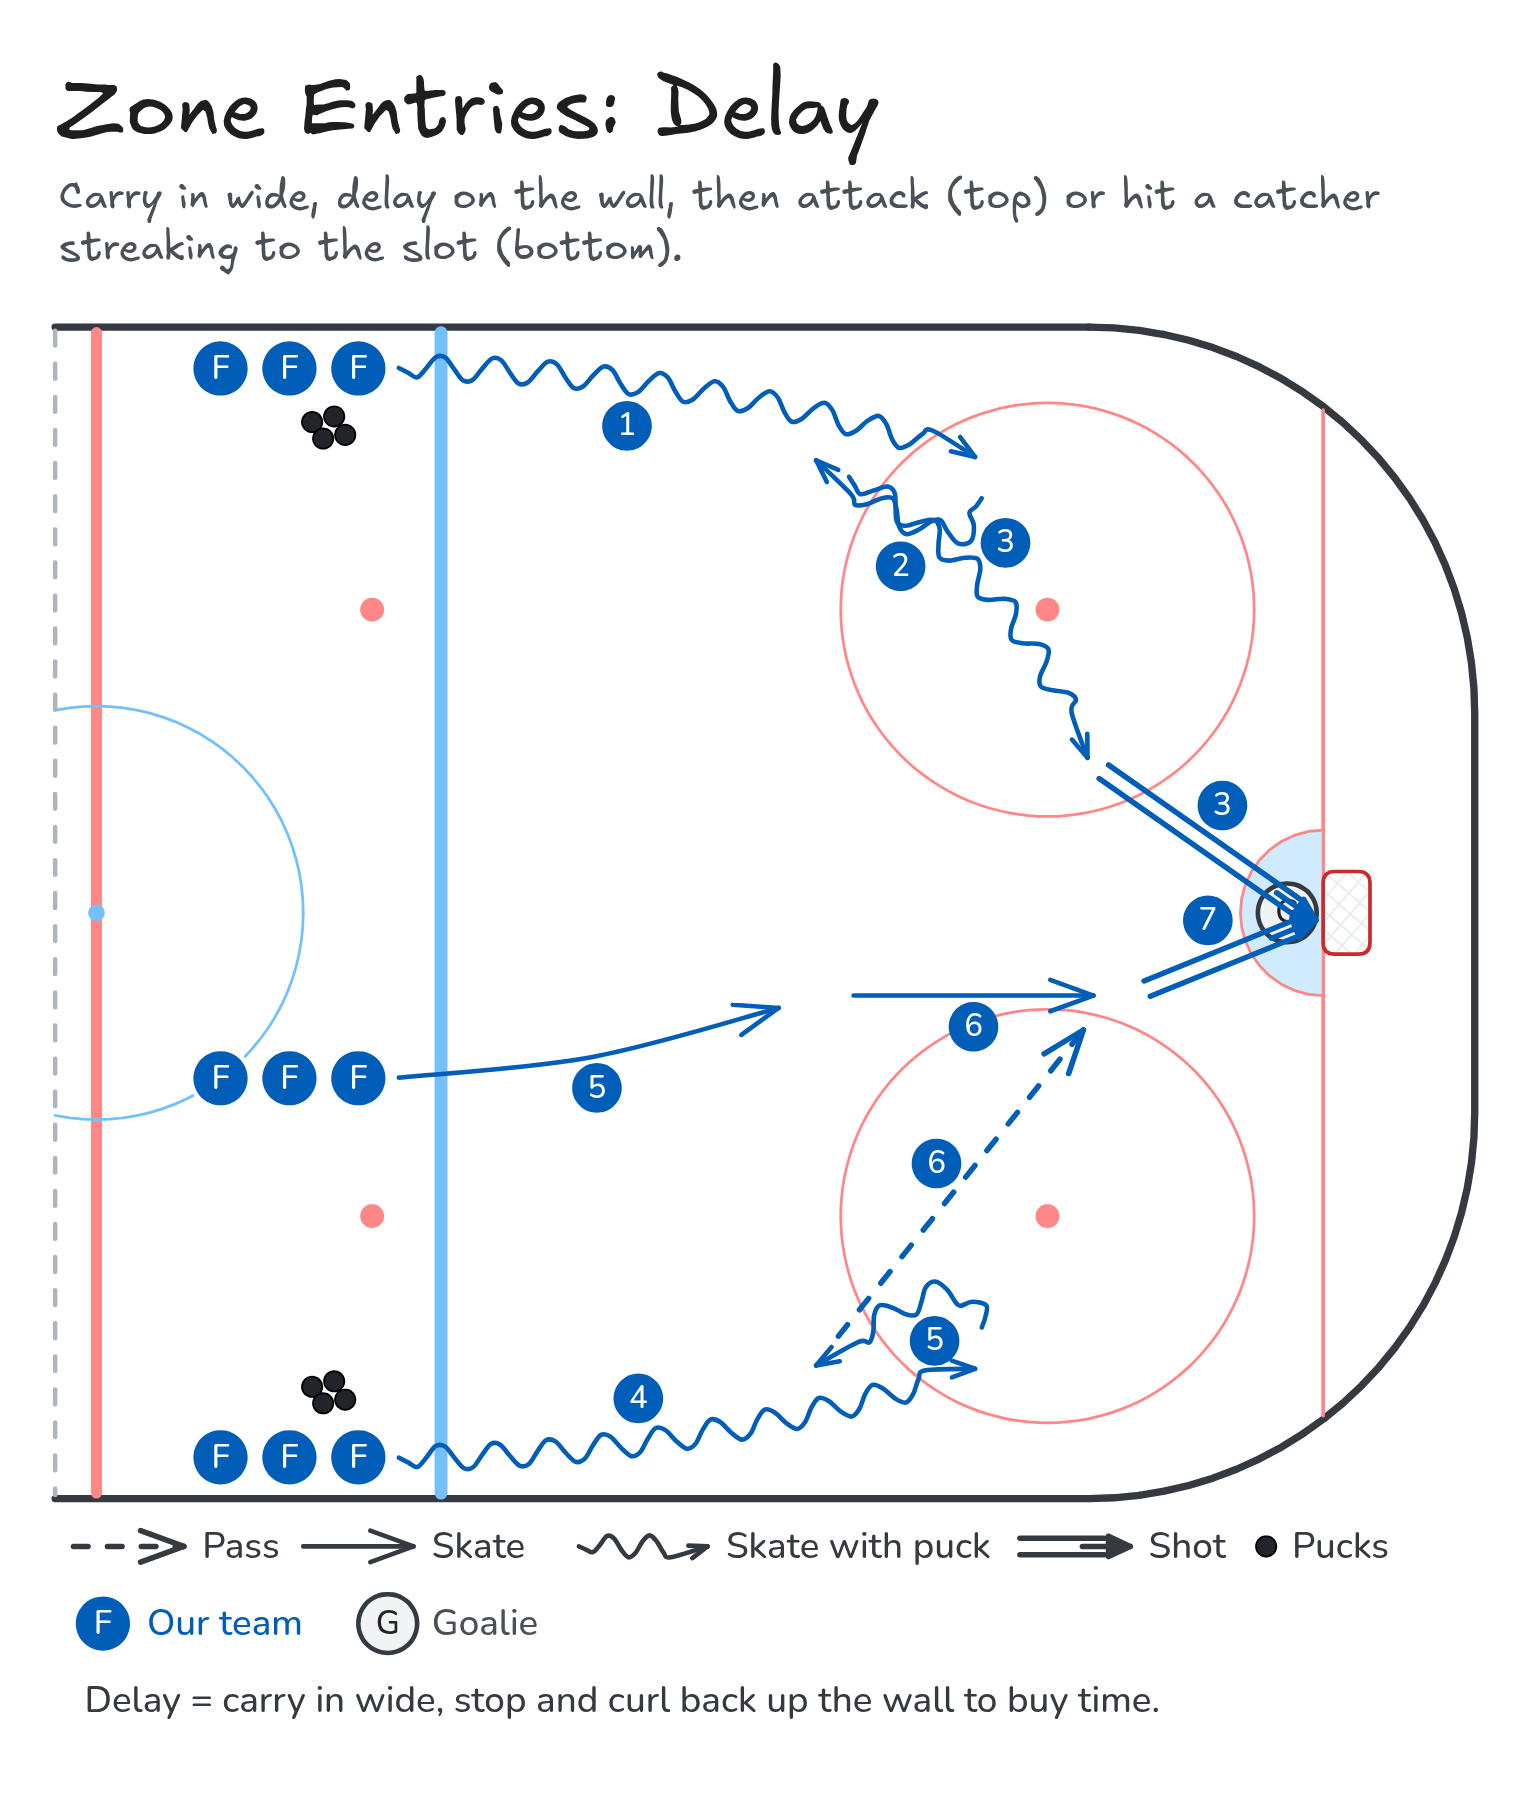 Zone Entries: Delay
Carry in wide, delay on the wall, then attack (top) or hit a catcher
streaking to the slot (bottom).
F F F
1
2
3
3
7
6
F F F
5
6
5
4
F F F
Pass Skate Skate with puck Shot Pucks
F Our team G Goalie
Delay = carry in wide, stop and curl back up the wall to buy time.